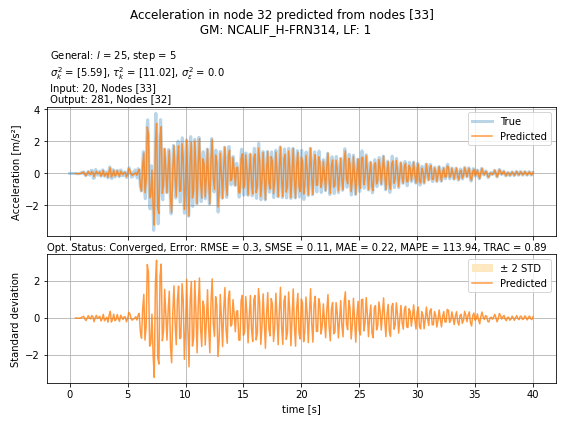 Acceleration in node 32 predicted from nodes [33]
GM: NCALIF_H-FRN314, LF: 1
General: l = 25, step = 5
σ²ₖ = [5.59], τ²ₖ = [11.02], σ²ε = 0.0
Input: 20, Nodes [33]
Output: 281, Nodes [32]
Acceleration [m/s²]
4
2
0
−2
True
Predicted
Opt. Status: Converged, Error: RMSE = 0.3, SMSE = 0.11, MAE = 0.22, MAPE = 113.94, TRAC = 0.89
Standard deviation
2
0
−2
± 2 STD
Predicted
0 5 10 15 20 25 30 35 40
time [s]